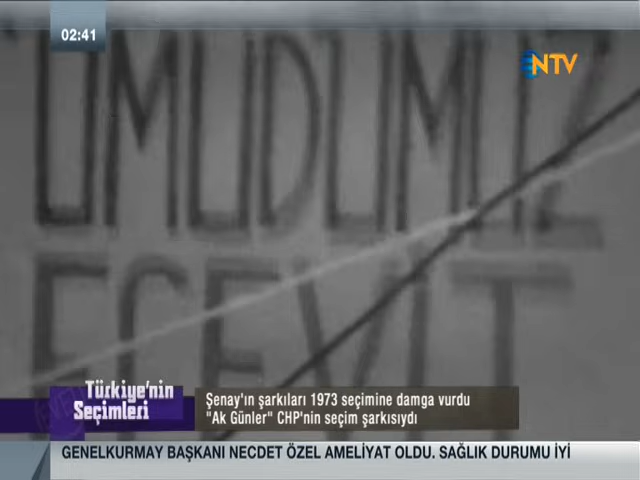 02:41
NTV
UMUDUMUZ
ECEVİT
Türkiye'nin
Seçimleri
Şenay'ın şarkıları 1973 seçimine damga vurdu
"Ak Günler" CHP'nin seçim şarkısıydı
GENELKURMAY BAŞKANI NECDET ÖZEL AMELİYAT OLDU. SAĞLIK DURUMU İYİ